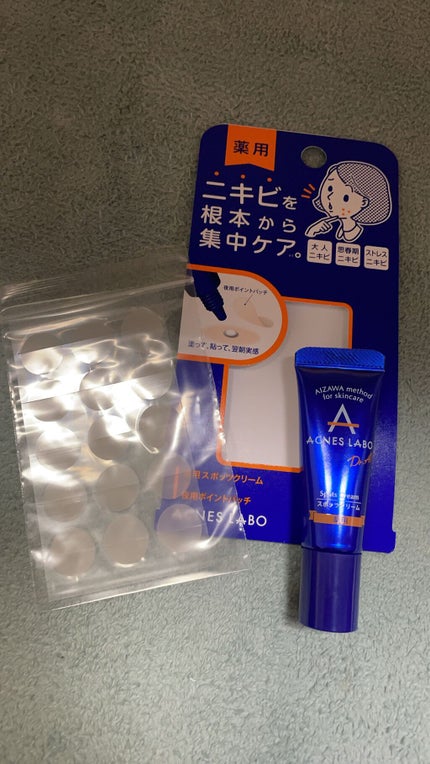 薬用
ニキビを
根本から
集中ケア。
大人
ニキビ
思春期
ニキビ
ストレス
ニキビ
夜用ポイントパッチ
塗って、貼って、翌朝実感
用スポッツクリーム
夜用ポイントパッチ
NES LABO
AIZAWA method
for skincare
A
ACNES LABO
Spots cream
スポッツクリーム